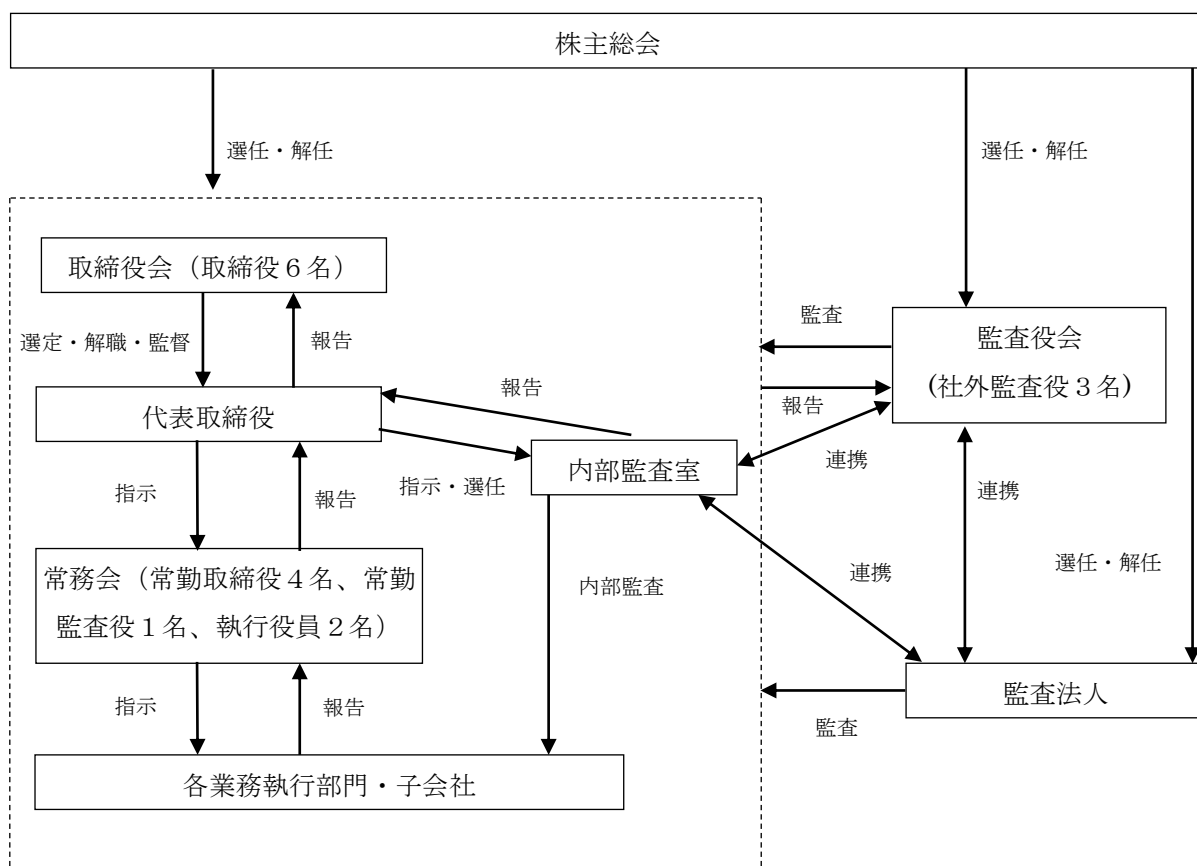 株主総会
選任・解任
選任・解任
取締役会（取締役６名）
選定・解職・監督
報告
監査
監査役会
(社外監査役３名)
報告
報告
代表取締役
連携
内部監査室
指示・選任
指示
報告
連携
選任・解任
連携
内部監査
常務会（常勤取締役４名、常勤
監査役１名、執行役員２名）
指示
報告
監査法人
監査
各業務執行部門・子会社